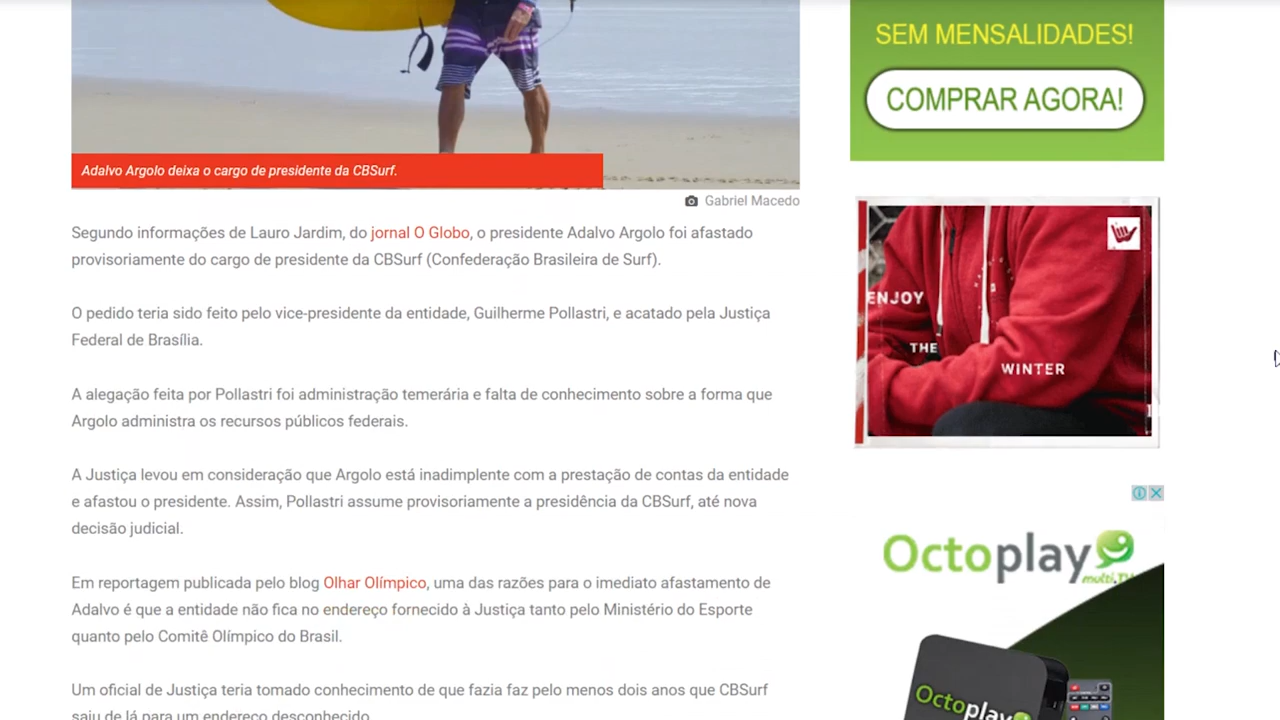 SEM MENSALIDADES!
COMPRAR AGORA!
Adalvo Argolo deixa o cargo de presidente da CBSurf.
Gabriel Macedo
Segundo informações de Lauro Jardim, do jornal O Globo, o presidente Adalvo Argolo foi afastado
provisoriamente do cargo de presidente da CBSurf (Confederação Brasileira de Surf).
O pedido teria sido feito pelo vice-presidente da entidade, Guilherme Pollastri, e acatado pela Justiça
Federal de Brasília.
A alegação feita por Pollastri foi administração temerária e falta de conhecimento sobre a forma que
Argolo administra os recursos públicos federais.
A Justiça levou em consideração que Argolo está inadimplente com a prestação de contas da entidade
e afastou o presidente. Assim, Pollastri assume provisoriamente a presidência da CBSurf, até nova
decisão judicial.
Em reportagem publicada pelo blog Olhar Olímpico, uma das razões para o imediato afastamento de
Adalvo é que a entidade não fica no endereço fornecido à Justiça tanto pelo Ministério do Esporte
quanto pelo Comitê Olímpico do Brasil.
Um oficial de Justiça teria tomado conhecimento de que fazia faz pelo menos dois anos que CBSurf
saiu de lá para um endereço desconhecido.
ENJOY
THE
WINTER
Octoplay
multi.TV
Octoplay